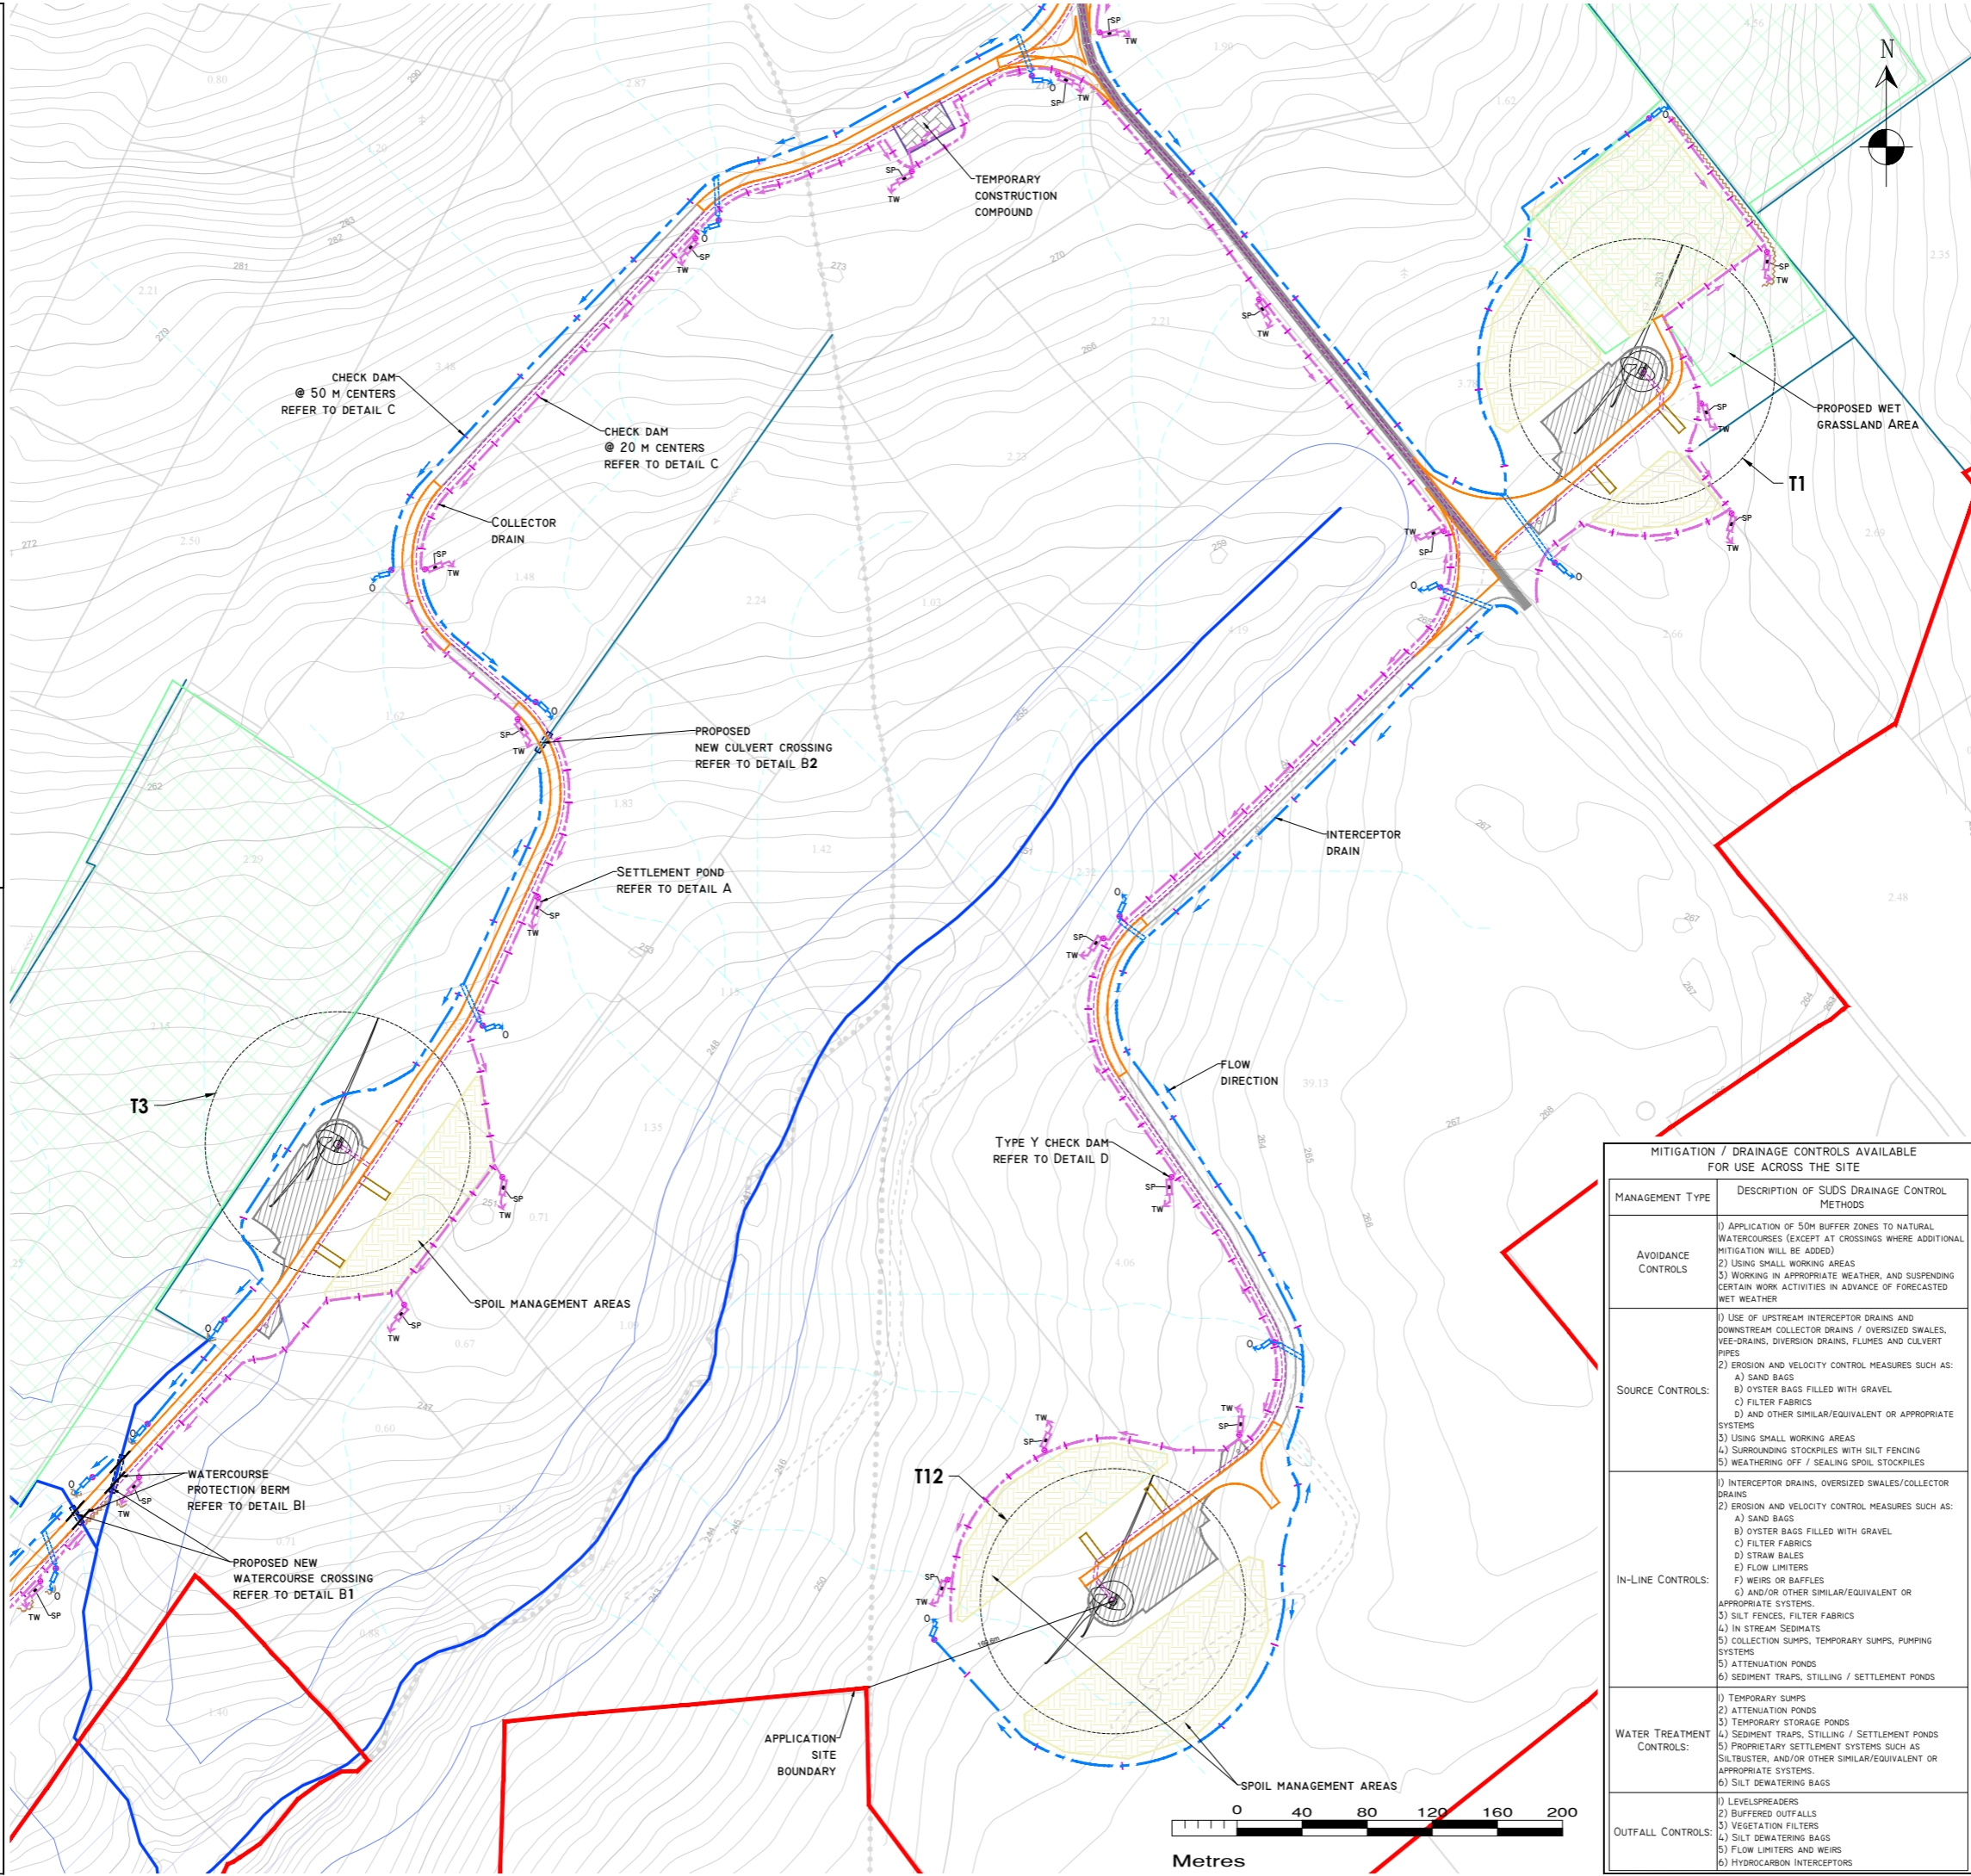 N
TEMPORARY
CONSTRUCTION
COMPOUND
CHECK DAM
@ 50 M CENTERS
REFER TO DETAIL C
CHECK DAM
@ 20 M CENTERS
REFER TO DETAIL C
COLLECTOR
DRAIN
PROPOSED WET
GRASSLAND AREA
T1
PROPOSED
NEW CULVERT CROSSING
REFER TO DETAIL B2
INTERCEPTOR
DRAIN
SETTLEMENT POND
REFER TO DETAIL A
FLOW
DIRECTION
T3
TYPE Y CHECK DAM
REFER TO DETAIL D
SPOIL MANAGEMENT AREAS
T12
WATERCOURSE
PROTECTION BERM
REFER TO DETAIL B1
PROPOSED NEW
WATERCOURSE CROSSING
REFER TO DETAIL B1
APPLICATION
SITE
BOUNDARY
SPOIL MANAGEMENT AREAS
0 40 80 120 160 200
Metres
MITIGATION / DRAINAGE CONTROLS AVAILABLE
FOR USE ACROSS THE SITE
MANAGEMENT TYPE
DESCRIPTION OF SUDS DRAINAGE CONTROL
METHODS
AVOIDANCE
CONTROLS
1) APPLICATION OF 50M BUFFER ZONES TO NATURAL
WATERCOURSES (EXCEPT AT CROSSINGS WHERE ADDITIONAL
MITIGATION WILL BE ADDED)
2) USING SMALL WORKING AREAS
3) WORKING IN APPROPRIATE WEATHER, AND SUSPENDING
CERTAIN WORK ACTIVITIES IN ADVANCE OF FORECASTED
WET WEATHER
SOURCE CONTROLS:
1) USE OF UPSTREAM INTERCEPTOR DRAINS AND
DOWNSTREAM COLLECTOR DRAINS / OVERSIZED SWALES,
VEE-DRAINS, DIVERSION DRAINS, FLUMES AND CULVERT
PIPES
2) EROSION AND VELOCITY CONTROL MEASURES SUCH AS:
A) SAND BAGS
B) OYSTER BAGS FILLED WITH GRAVEL
C) FILTER FABRICS
D) AND OTHER SIMILAR/EQUIVALENT OR APPROPRIATE
SYSTEMS
3) USING SMALL WORKING AREAS
4) SURROUNDING STOCKPILES WITH SILT FENCING
5) WEATHERING OFF / SEALING SPOIL STOCKPILES
IN-LINE CONTROLS:
1) INTERCEPTOR DRAINS, OVERSIZED SWALES/COLLECTOR
DRAINS
2) EROSION AND VELOCITY CONTROL MEASURES SUCH AS:
A) SAND BAGS
B) OYSTER BAGS FILLED WITH GRAVEL
C) FILTER FABRICS
D) STRAW BALES
E) FLOW LIMITERS
F) WEIRS OR BAFFLES
G) AND/OR OTHER SIMILAR/EQUIVALENT OR
APPROPRIATE SYSTEMS.
3) SILT FENCES, FILTER FABRICS
4) IN STREAM SEDIMATS
5) COLLECTION SUMPS, TEMPORARY SUMPS, PUMPING
SYSTEMS
5) ATTENUATION PONDS
6) SEDIMENT TRAPS, STILLING / SETTLEMENT PONDS
WATER TREATMENT
CONTROLS:
1) TEMPORARY SUMPS
2) ATTENUATION PONDS
3) TEMPORARY STORAGE PONDS
4) SEDIMENT TRAPS, STILLING / SETTLEMENT PONDS
5) PROPRIETARY SETTLEMENT SYSTEMS SUCH AS
SILTBUSTER, AND/OR OTHER SIMILAR/EQUIVALENT OR
APPROPRIATE SYSTEMS.
6) SILT DEWATERING BAGS
OUTFALL CONTROLS:
1) LEVELSPREADERS
2) BUFFERED OUTFALLS
3) VEGETATION FILTERS
4) SILT DEWATERING BAGS
5) FLOW LIMITERS AND WEIRS
6) HYDROCARBON INTERCEPTORS